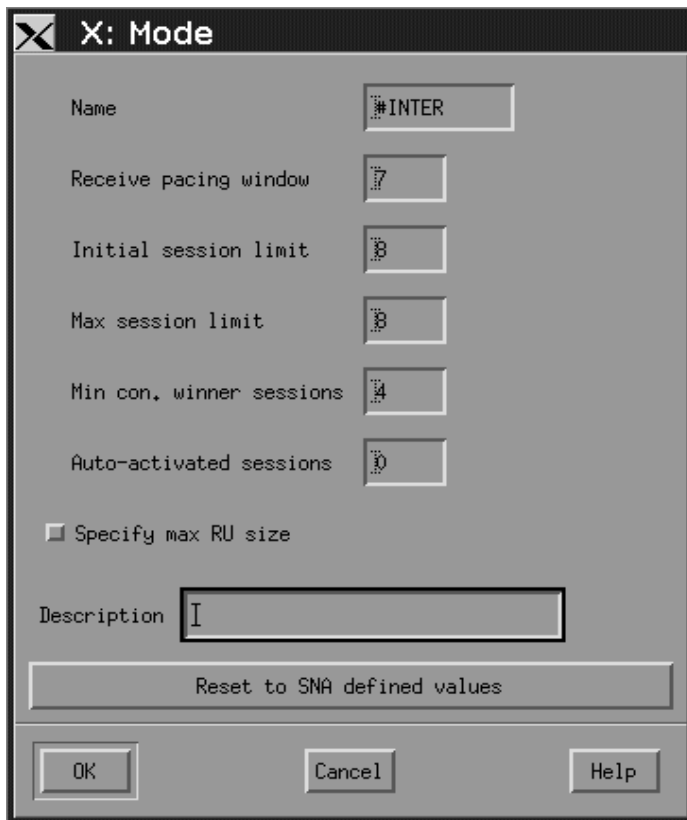 X: Mode
Name #INTER
Receive pacing window 7
Initial session limit 8
Max session limit 8
Min con. winner sessions 4
Auto-activated sessions 0
Specify max RU size
Description
Reset to SNA defined values
OK Cancel Help